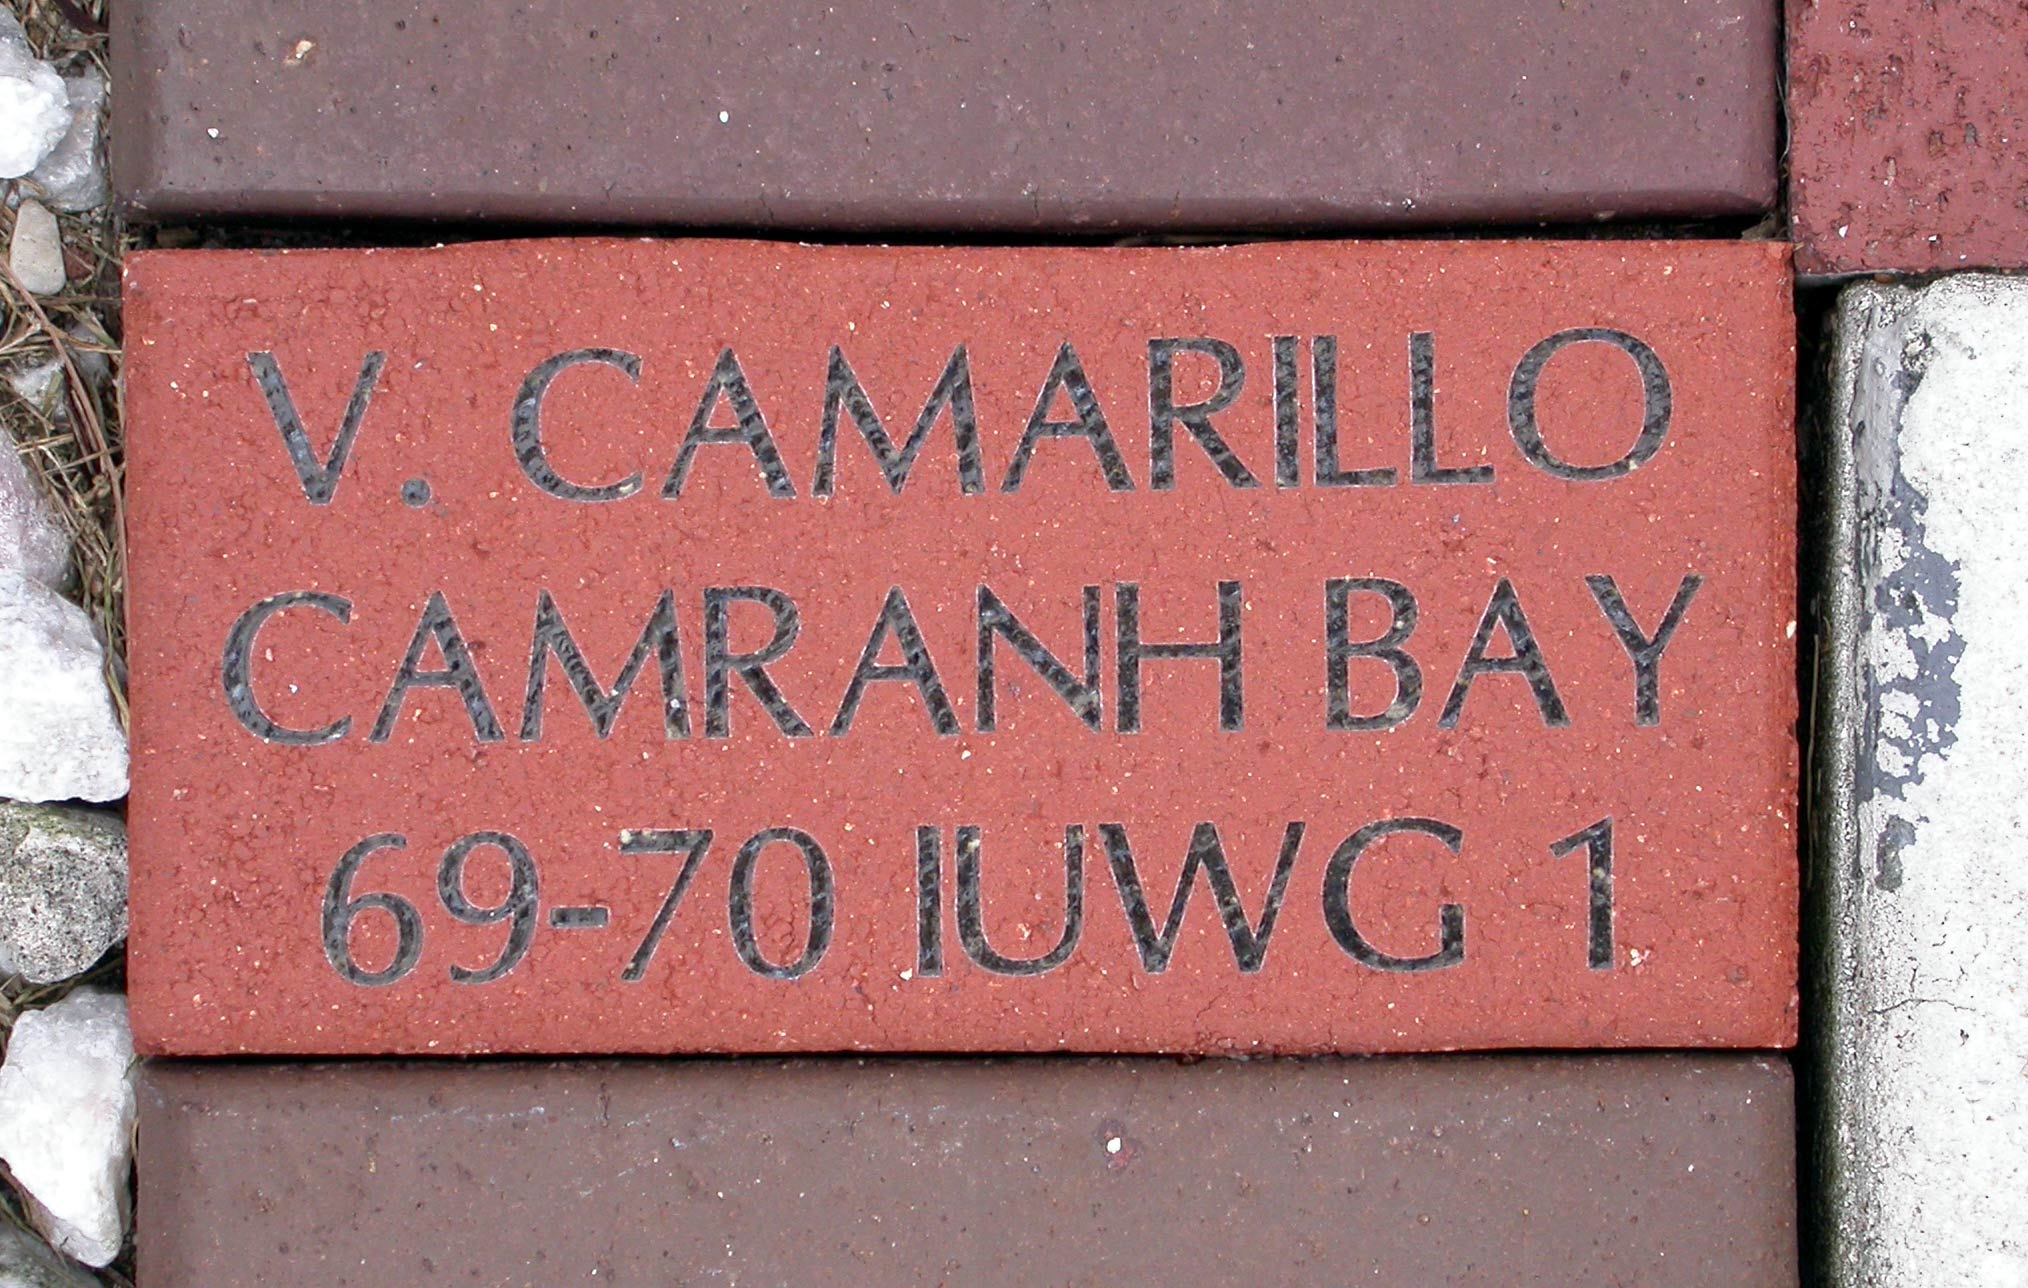 V. CAMARILLO
CAMRANH BAY
69-70 IUWG 1